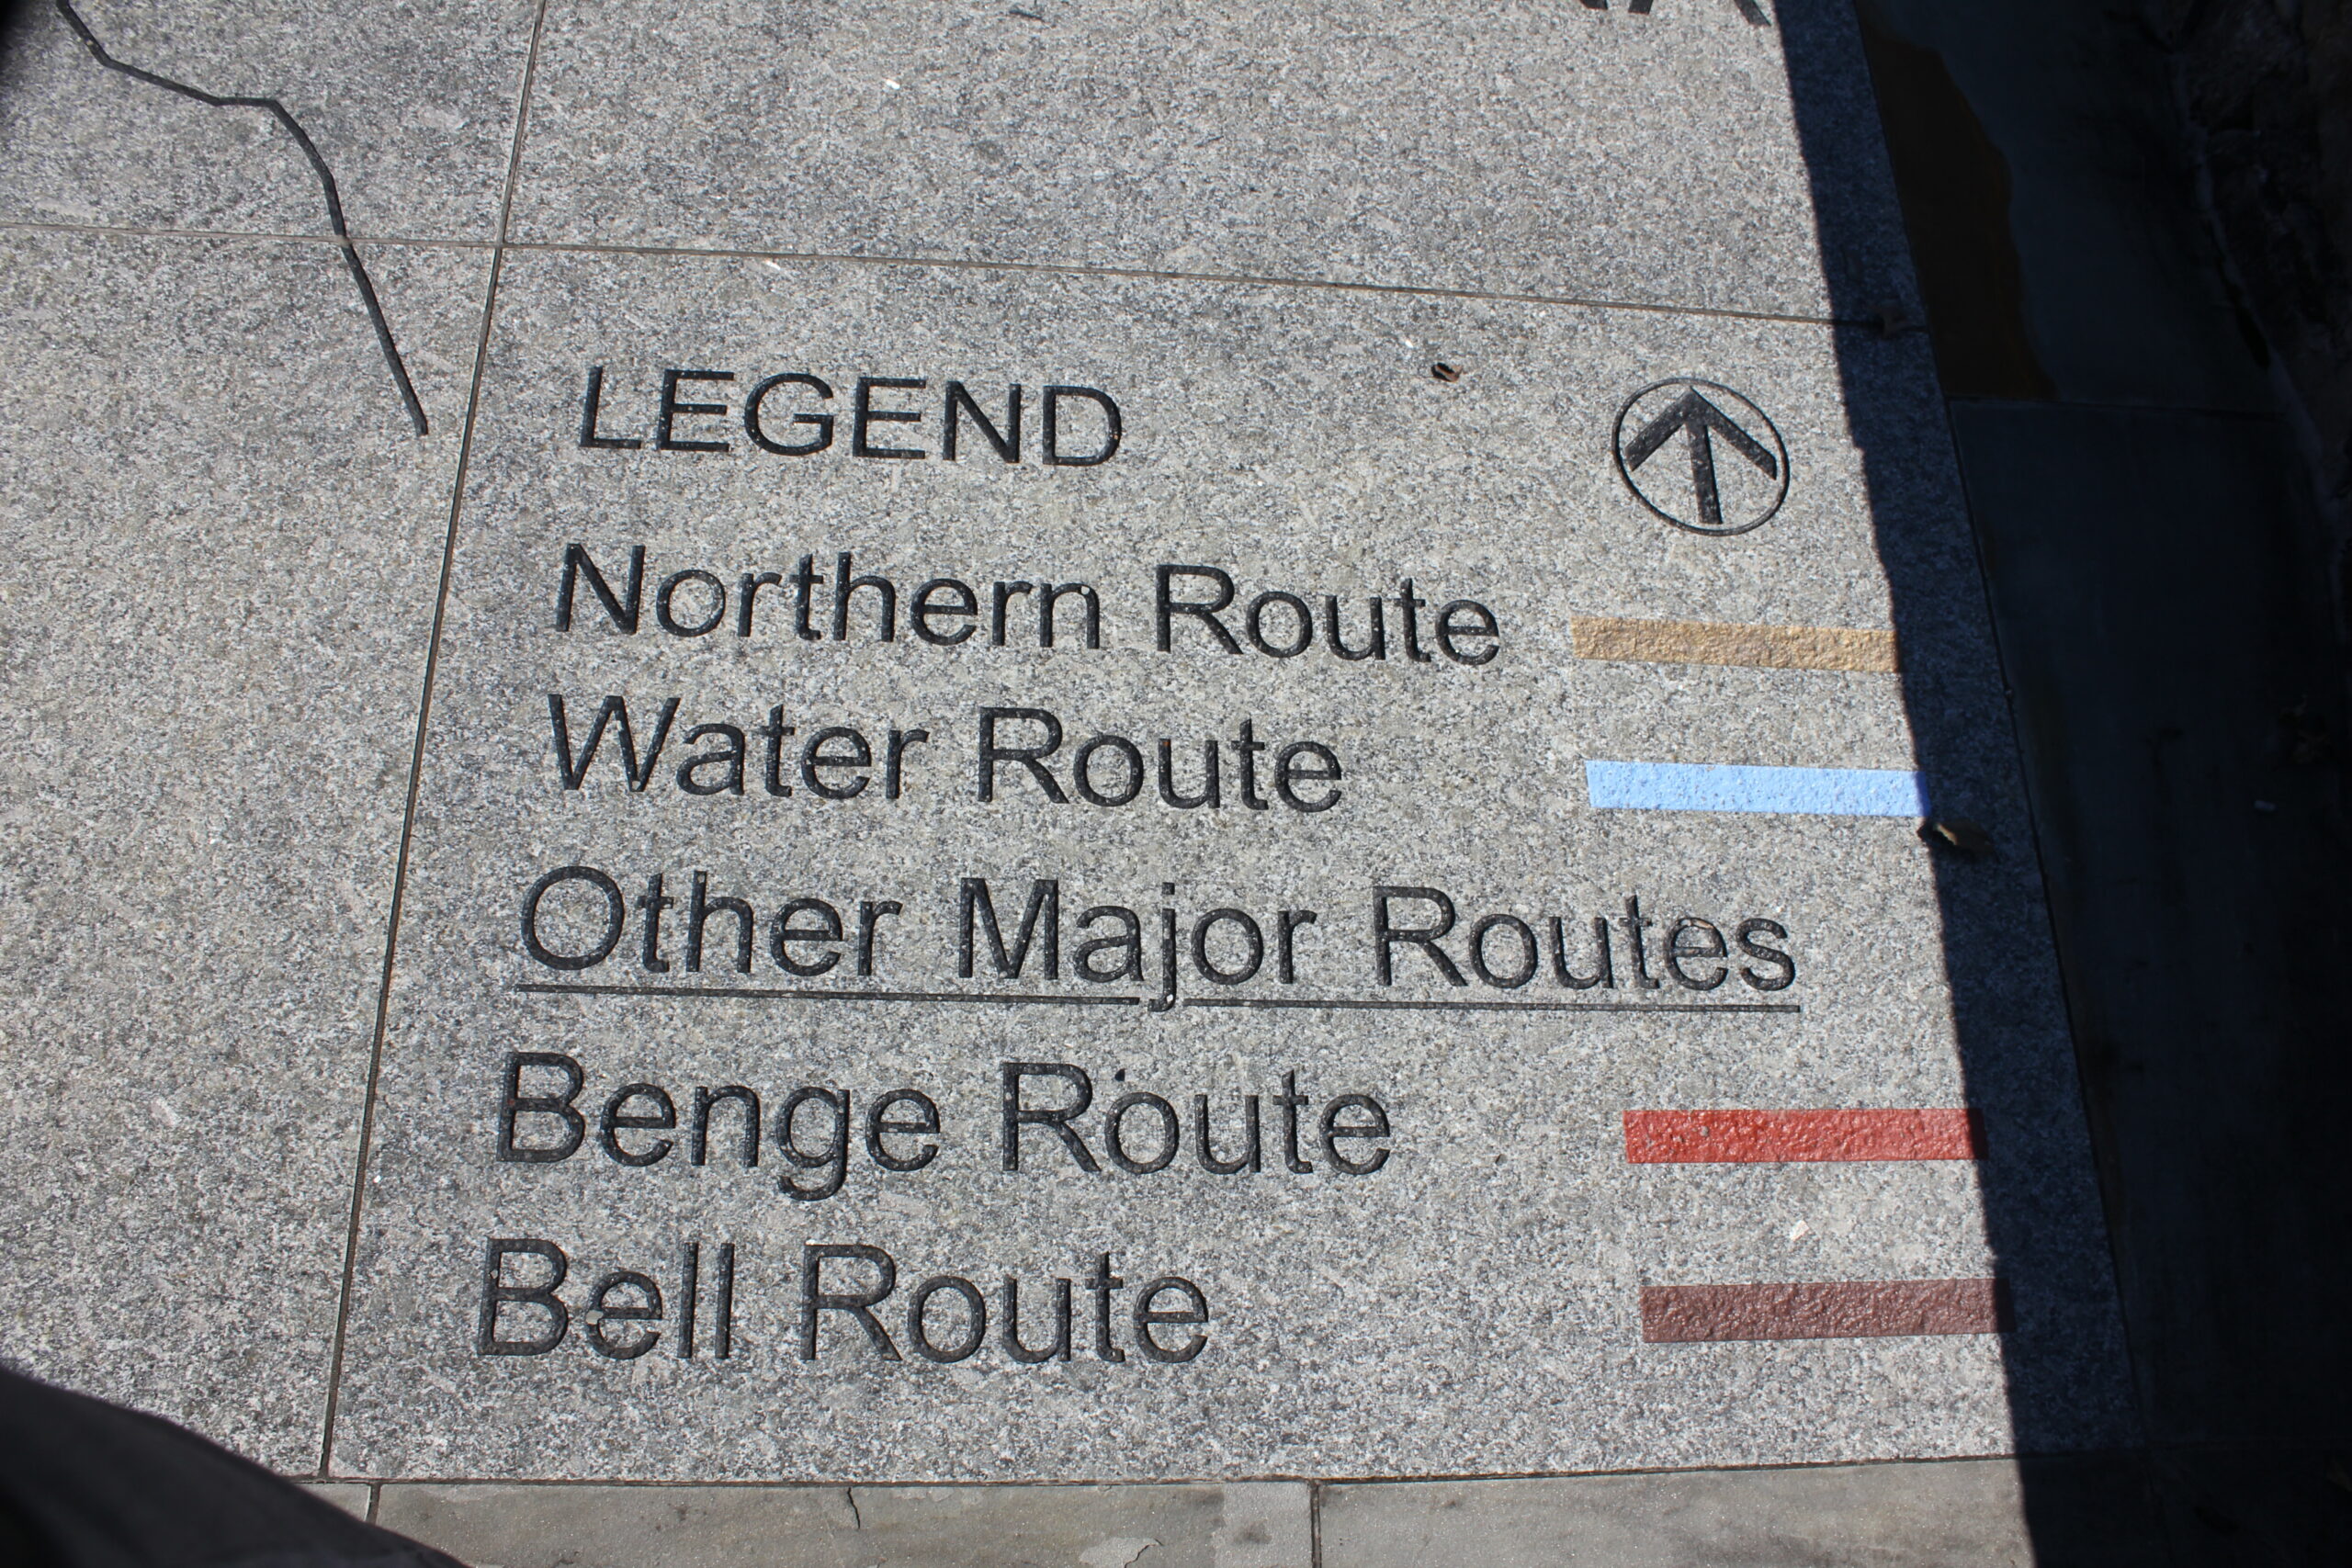 LEGEND
Northern Route
Water Route
Other Major Routes
Benge Route
Bell Route